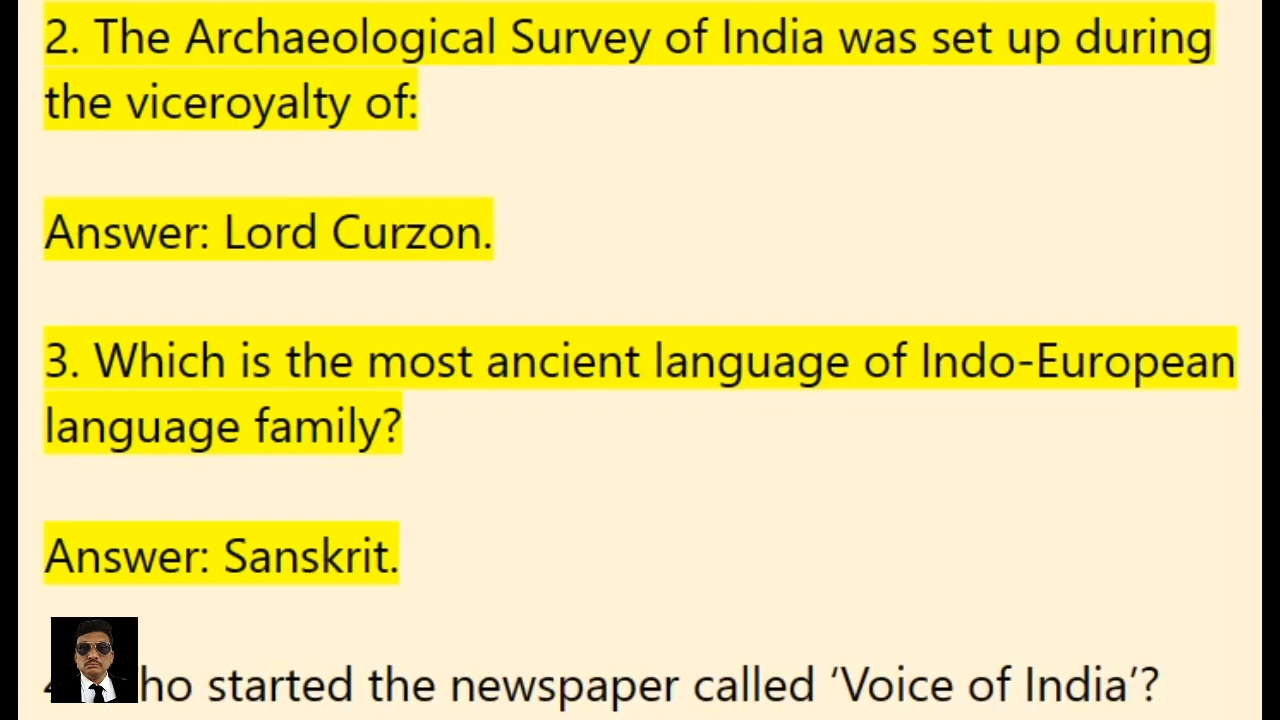 2. The Archaeological Survey of India was set up during
the viceroyalty of:
Answer: Lord Curzon.
3. Which is the most ancient language of Indo-European
language family?
Answer: Sanskrit.
started the newspaper called ‘Voice of India’?